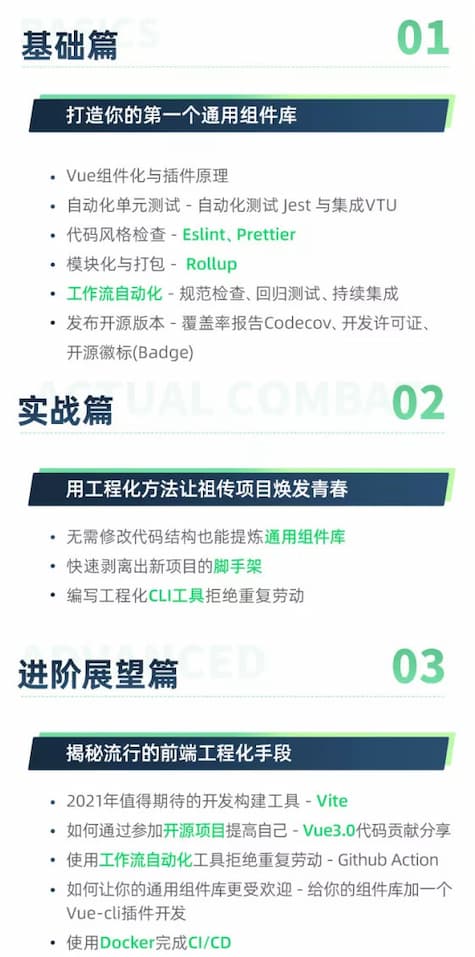 BASICS
基础篇
01
打造你的第一个通用组件库
Vue组件化与插件原理
自动化单元测试 - 自动化测试 Jest 与集成VTU
代码风格检查 - Eslint、Prettier
模块化与打包 - Rollup
工作流自动化 - 规范检查、回归测试、持续集成
发布开源版本 - 覆盖率报告Codecov、开发许可证、
开源徽标(Badge)
ACTUAL COMBA
实战篇
02
用工程化方法让祖传项目焕发青春
无需修改代码结构也能提炼通用组件库
快速剥离出新项目的脚手架
编写工程化CLI工具拒绝重复劳动
ADVANCED
进阶展望篇
03
揭秘流行的前端工程化手段
2021年值得期待的开发构建工具 - Vite
如何通过参加开源项目提高自己 - Vue3.0代码贡献分享
使用工作流自动化工具拒绝重复劳动 - Github Action
如何让你的通用组件库更受欢迎 - 给你的组件库加一个
Vue-cli插件开发
使用Docker完成CI/CD